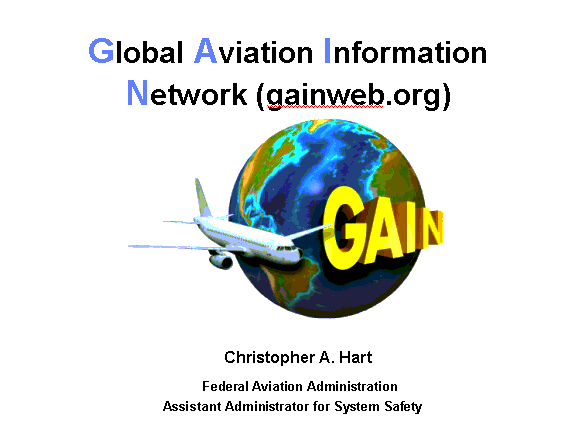 Global Aviation Information
Network (gainweb.org)
GAIN
Christopher A. Hart
Federal Aviation Administration
Assistant Administrator for System Safety